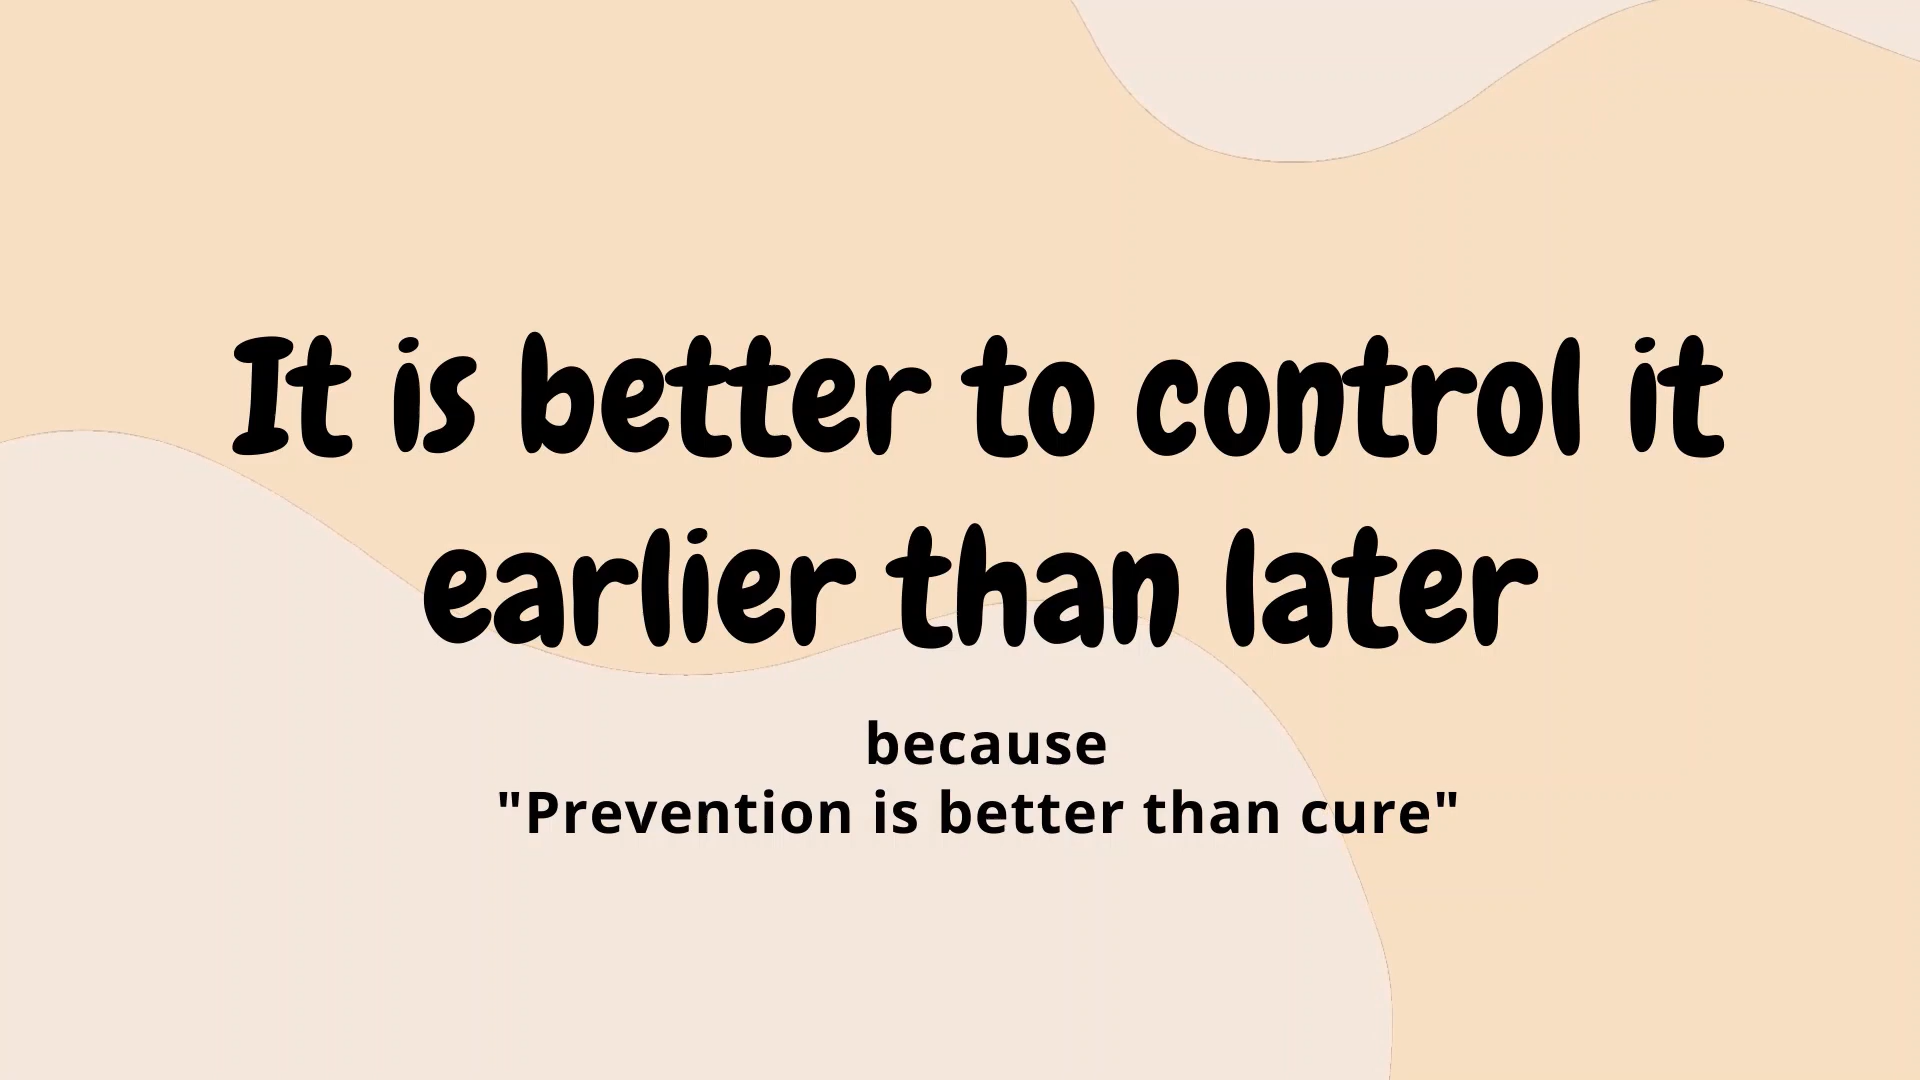 It is better to control it
earlier than later
because
"Prevention is better than cure"